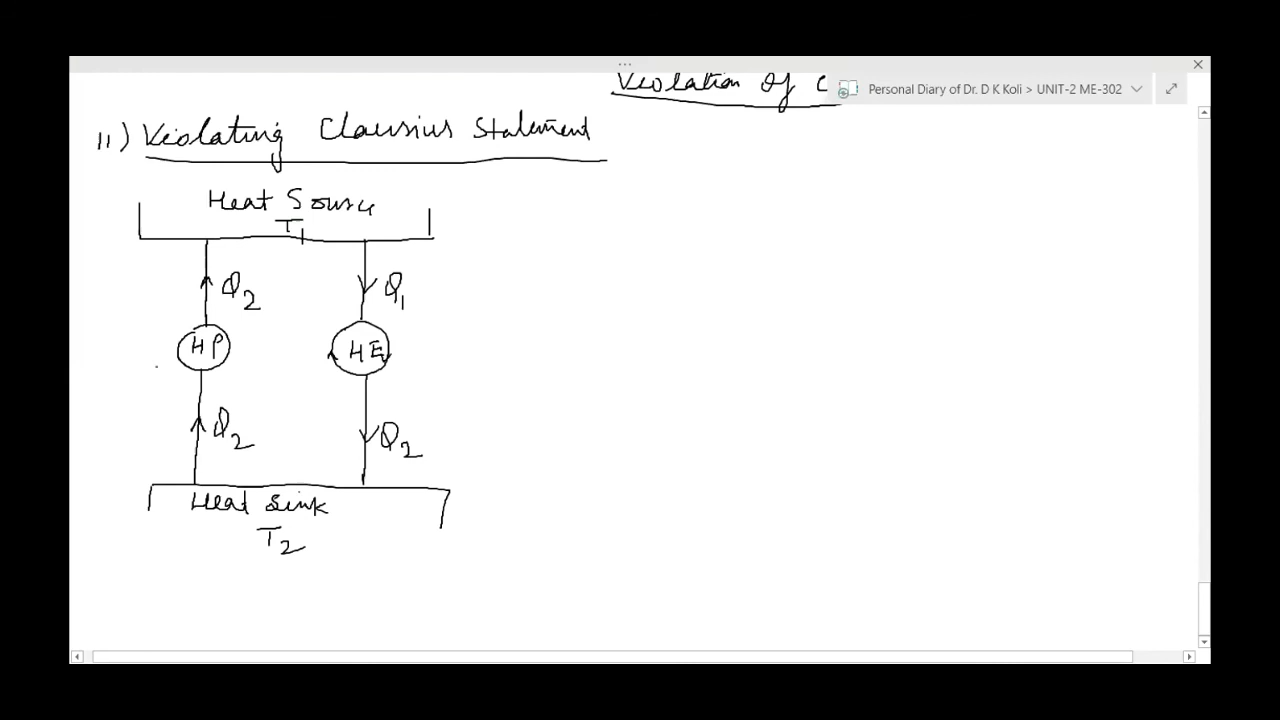 Violation Of C
Personal Diary of Dr. D K Koli > UNIT-2 ME-302
11) Violating Clausius Statement
Heat Source
T1
Q2
Q1
HP
HE
Q2
Q2
Heat Sink
T2